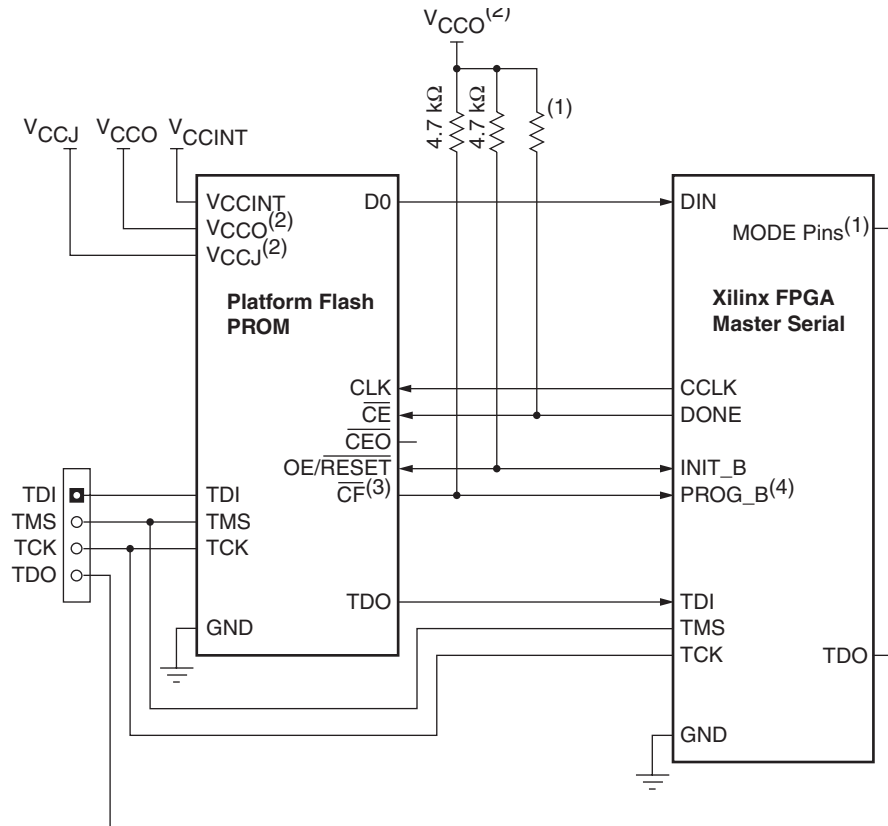 VCCO(2)
4.7 kΩ
4.7 kΩ
(1)
VCCJ
VCCO
VCCINT
VCCINT
VCCO(2)
VCCJ(2)
D0
Platform Flash
PROM
CLK
CE
CEO
OE/RESET
CF(3)
TDI
TMS
TCK
TDO
GND
DIN
MODE Pins(1)
Xilinx FPGA
Master Serial
CCLK
DONE
INIT_B
PROG_B(4)
TDI
TMS
TCK
TDO
GND
TDI
TMS
TCK
TDO